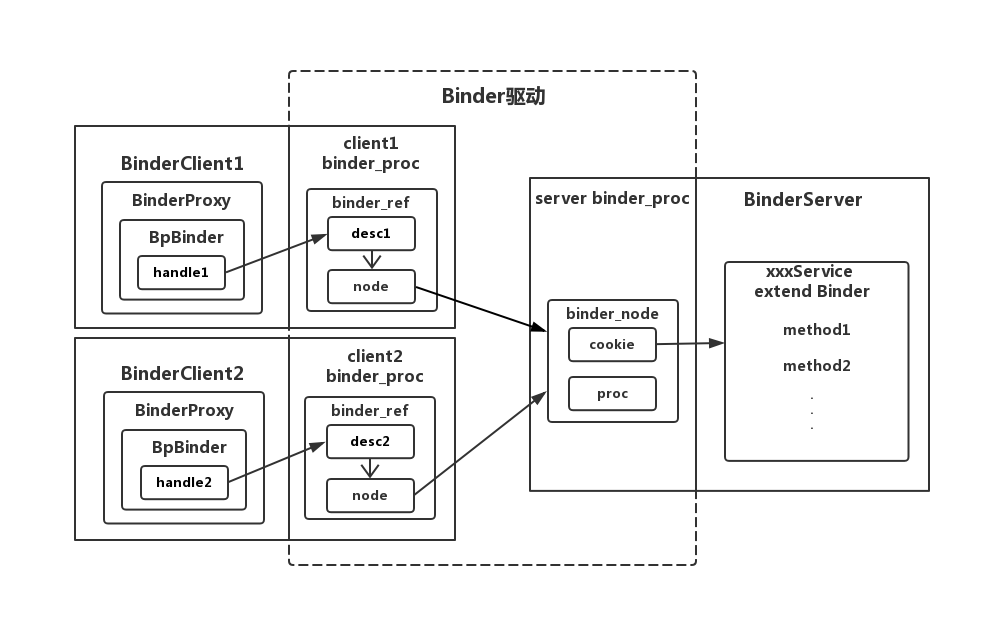 Binder驱动
BinderClient1
BinderProxy
BpBinder
handle1
client1
binder_proc
binder_ref
desc1
node
BinderClient2
BinderProxy
BpBinder
handle2
client2
binder_proc
binder_ref
desc2
node
server binder_proc
binder_node
cookie
proc
BinderServer
xxxService
extend Binder
method1
method2
.
.
.